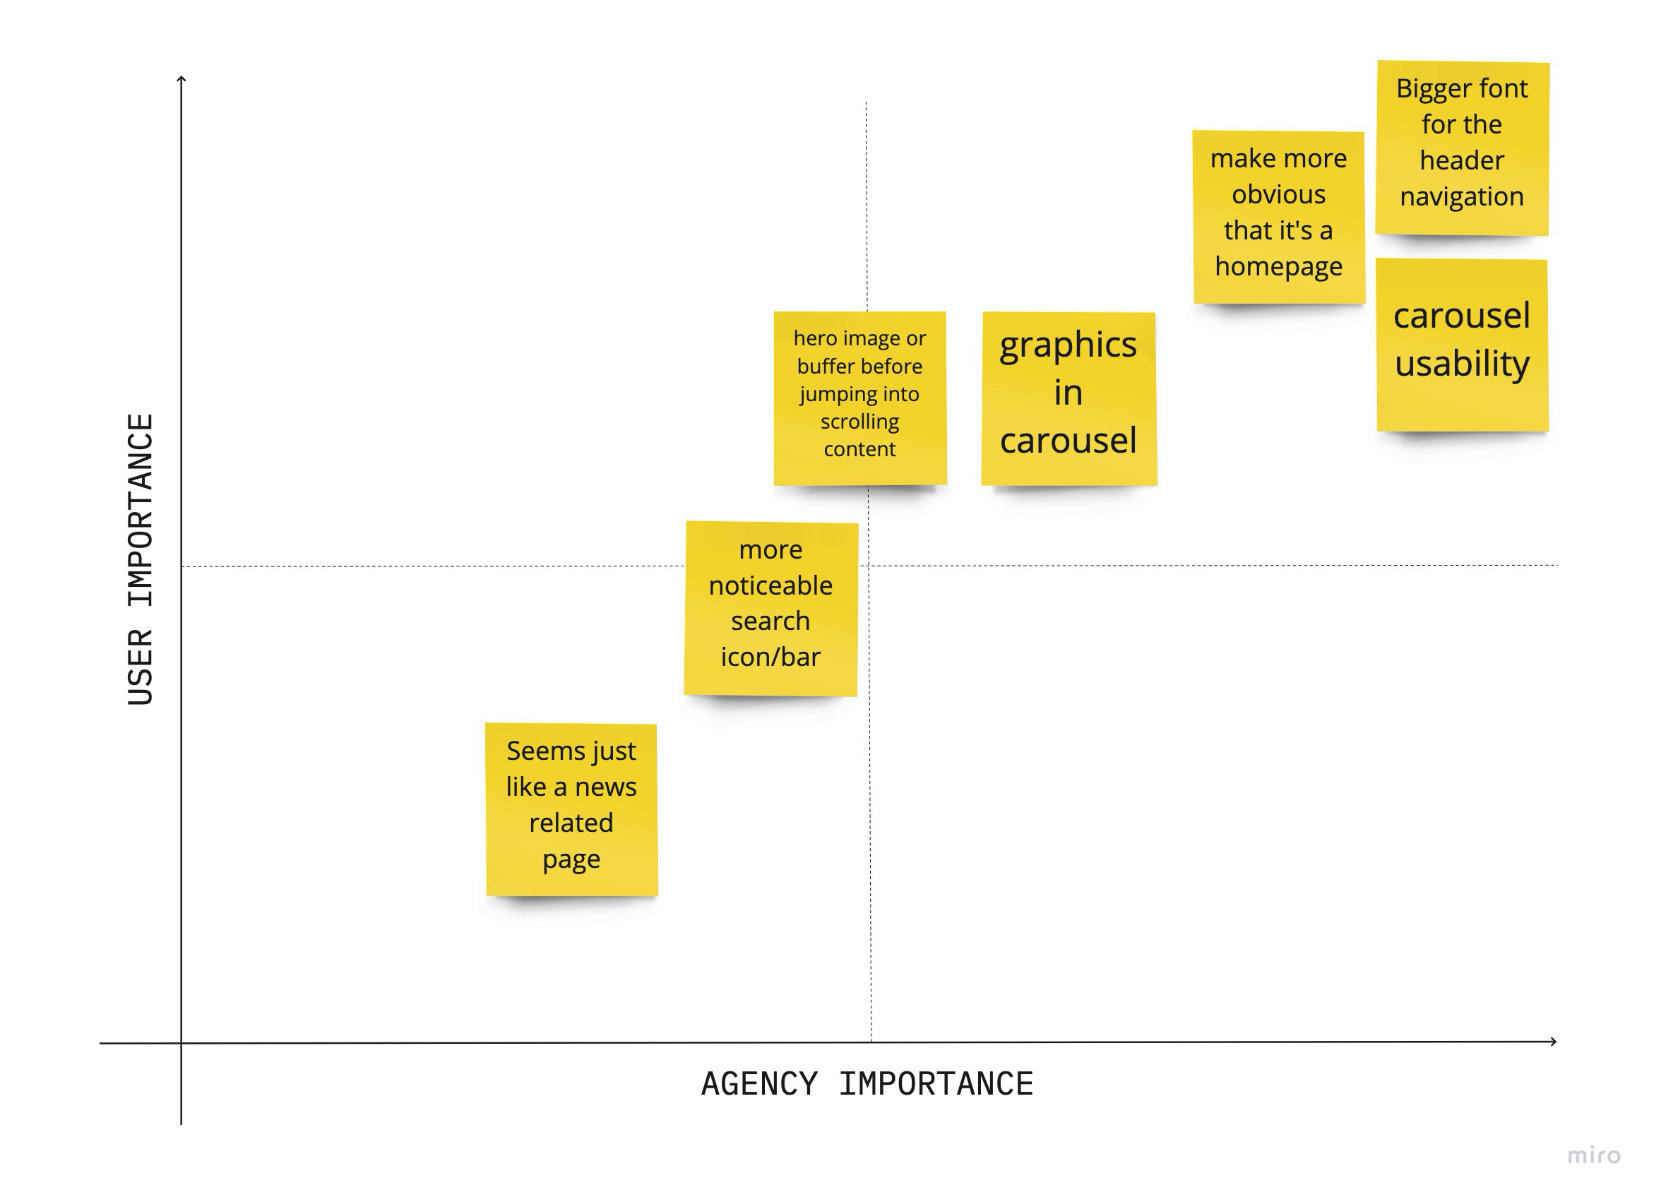 Bigger font
for the
header
navigation
make more
obvious
that it's a
homepage
carousel
usability
hero image or
buffer before
jumping into
scrolling
content
graphics
in
carousel
more
noticeable
search
icon/bar
Seems just
like a news
related
page
USER IMPORTANCE
AGENCY IMPORTANCE
miro